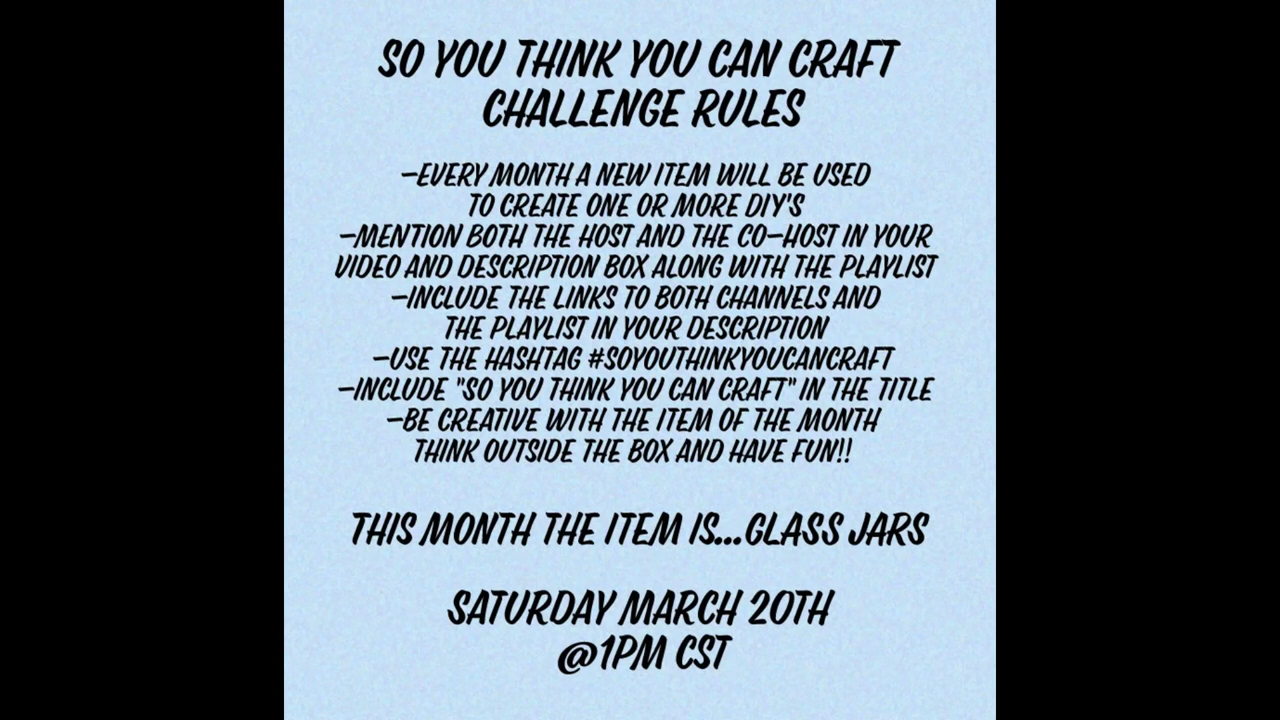 SO YOU THINK YOU CAN CRAFT
CHALLENGE RULES
-EVERY MONTH A NEW ITEM WILL BE USED
TO CREATE ONE OR MORE DIY'S
-MENTION BOTH THE HOST AND THE CO-HOST IN YOUR
VIDEO AND DESCRIPTION BOX ALONG WITH THE PLAYLIST
-INCLUDE THE LINKS TO BOTH CHANNELS AND
THE PLAYLIST IN YOUR DESCRIPTION
-USE THE HASHTAG #SOYOUTHINKYOUCANCRAFT
-INCLUDE "SO YOU THINK YOU CAN CRAFT" IN THE TITLE
-BE CREATIVE WITH THE ITEM OF THE MONTH
THINK OUTSIDE THE BOX AND HAVE FUN!!
THIS MONTH THE ITEM IS...GLASS JARS
SATURDAY MARCH 20TH
@1PM CST